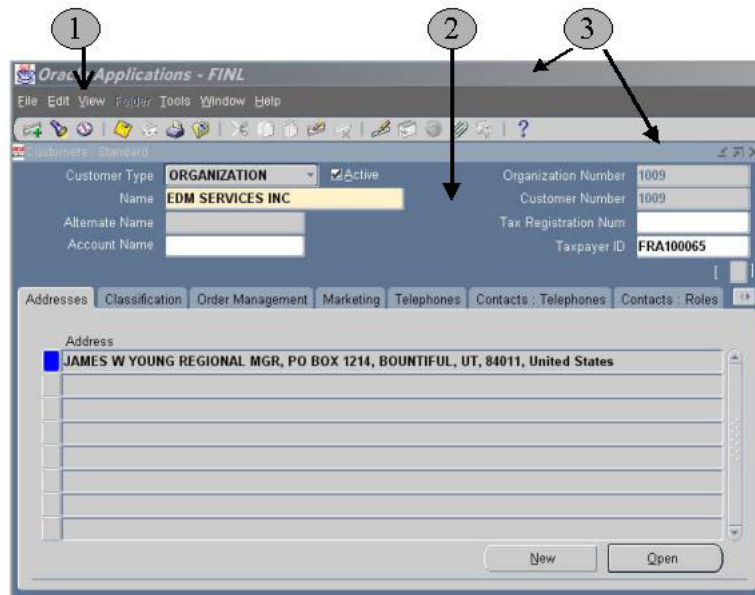 1 2 3
Oracle Applications - FINL
File Edit View Folder Tools Window Help
?
Customers - Standard
Customer Type ORGANIZATION Active Organization Number 1009
Name EDM SERVICES INC Customer Number 1009
Alternate Name Tax Registration Num
Account Name Taxpayer ID FRA100065
[ ]
Addresses Classification Order Management Marketing Telephones Contacts : Telephones Contacts : Roles
Address
JAMES W YOUNG REGIONAL MGR, PO BOX 1214, BOUNTIFUL, UT, 84011, United States
New Open